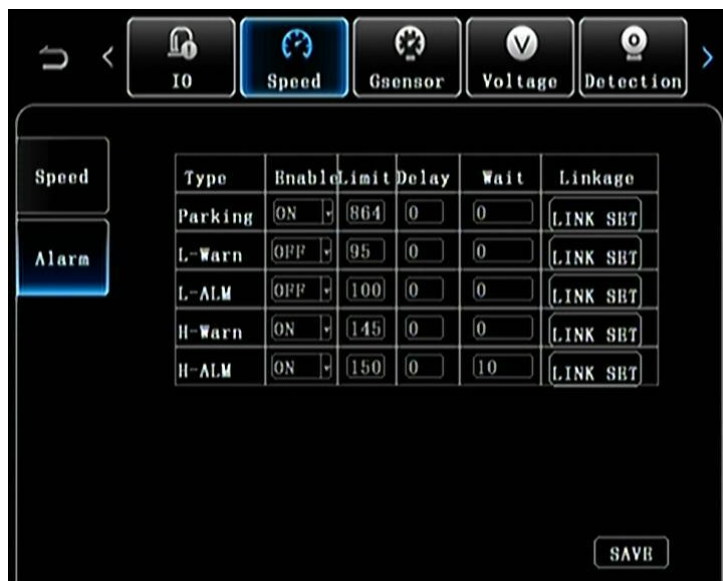 IO Speed Gsensor Voltage Detection
Speed
Alarm
Type Enable Limit Delay Wait Linkage
Parking ON 864 0 0 LINK SET
L-Warn OFF 95 0 0 LINK SET
L-ALM OFF 100 0 0 LINK SET
H-Warn ON 145 0 0 LINK SET
H-ALM ON 150 0 10 LINK SET
SAVE